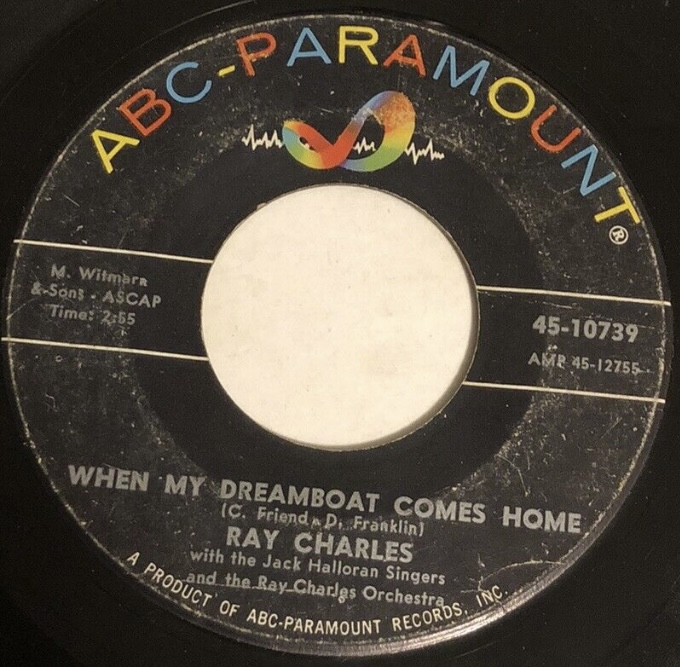 ABC-PARAMOUNT®
M. Witmark
& Sons - ASCAP
Time: 2:55
45-10739
AMP 45-12755
WHEN MY DREAMBOAT COMES HOME
(C. Friend & D. Franklin)
RAY CHARLES
with the Jack Halloran Singers
and the Ray Charles Orchestra
A PRODUCT OF ABC-PARAMOUNT RECORDS, INC.